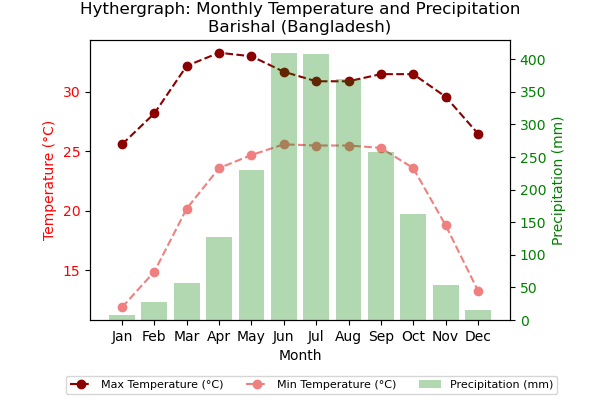 Hythergraph: Monthly Temperature and Precipitation
Barishal (Bangladesh)
Temperature (°C)
30
25
20
15
400
350
300
250
200
150
100
50
0
Precipitation (mm)
Jan Feb Mar Apr May Jun Jul Aug Sep Oct Nov Dec
Month
Max Temperature (°C) Min Temperature (°C) Precipitation (mm)